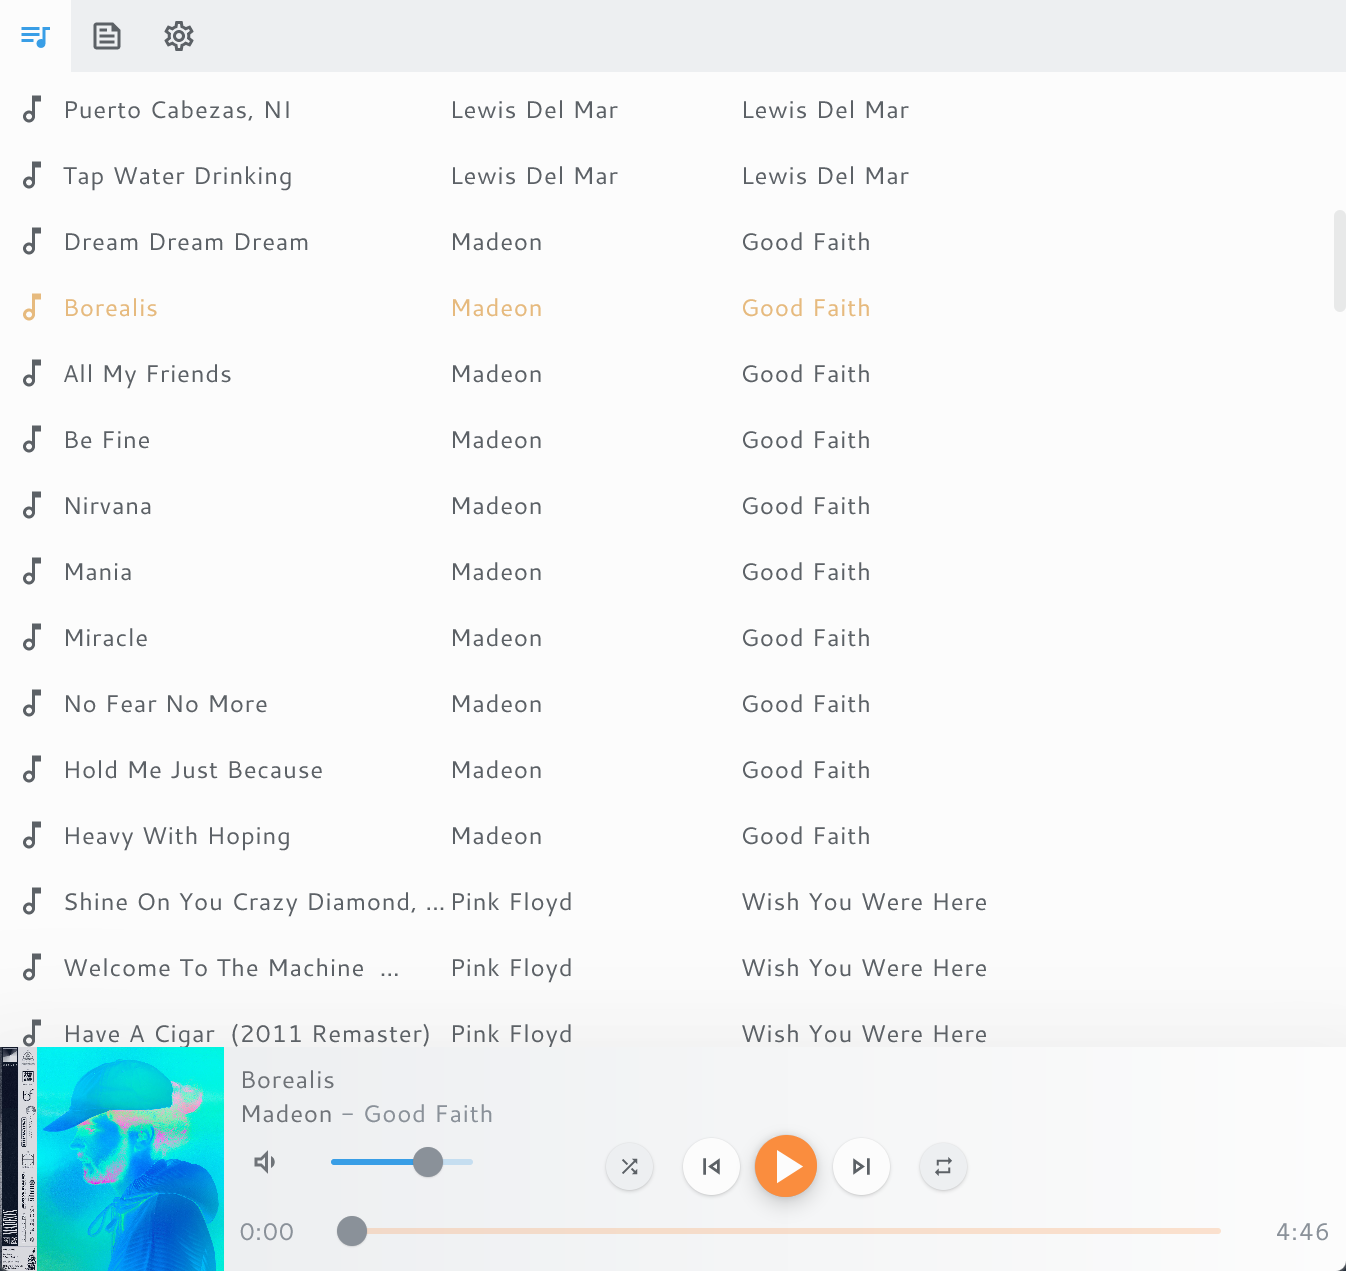 Puerto Cabezas, NI Lewis Del Mar Lewis Del Mar
Tap Water Drinking Lewis Del Mar Lewis Del Mar
Dream Dream Dream Madeon Good Faith
Borealis Madeon Good Faith
All My Friends Madeon Good Faith
Be Fine Madeon Good Faith
Nirvana Madeon Good Faith
Mania Madeon Good Faith
Miracle Madeon Good Faith
No Fear No More Madeon Good Faith
Hold Me Just Because Madeon Good Faith
Heavy With Hoping Madeon Good Faith
Shine On You Crazy Diamond, ... Pink Floyd Wish You Were Here
Welcome To The Machine ... Pink Floyd Wish You Were Here
Have A Cigar (2011 Remaster) Pink Floyd Wish You Were Here
Borealis
Madeon – Good Faith
0:00 4:46